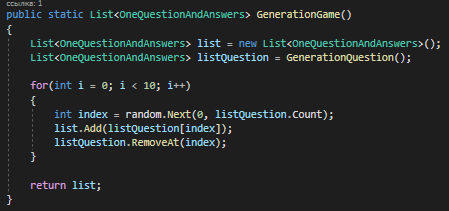 ссылка: 1
public static List<OneQuestionAndAnswers> GenerationGame()
{
List<OneQuestionAndAnswers> list = new List<OneQuestionAndAnswers>();
List<OneQuestionAndAnswers> listQuestion = GenerationQuestion();
for(int i = 0; i < 10; i++)
{
int index = random.Next(0, listQuestion.Count);
list.Add(listQuestion[index]);
listQuestion.RemoveAt(index);
}
return list;
}